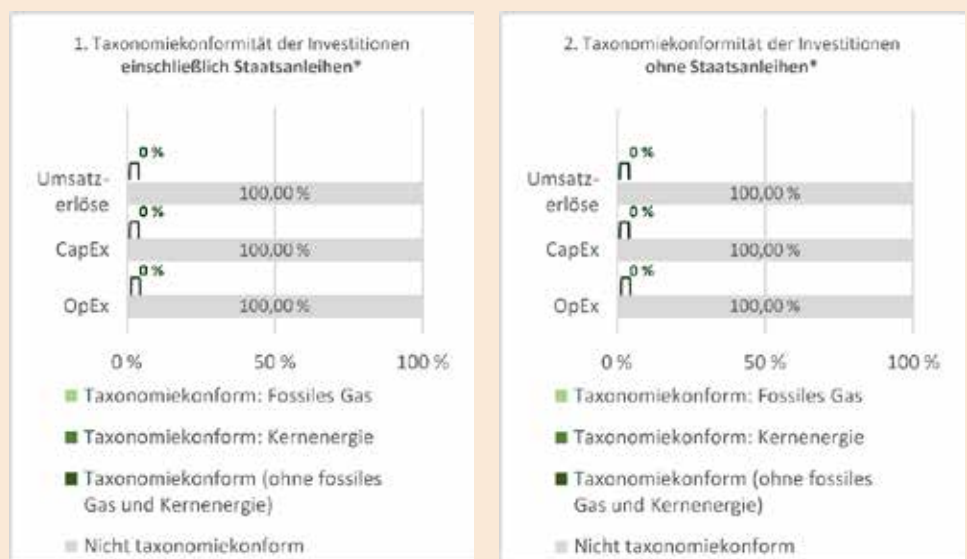 1. Taxonomiekonformität der Investitionen
einschließlich Staatsanleihen*
0 %
Umsatz-
erlöse
100,00 %
0 %
CapEx
100,00 %
0 %
OpEx
100,00 %
0 %
50 %
100 %
Taxonomiekonform: Fossiles Gas
Taxonomiekonform: Kernenergie
Taxonomiekonform (ohne fossiles
Gas und Kernenergie)
Nicht taxonomiekonform
2. Taxonomiekonformität der Investitionen
ohne Staatsanleihen*
0 %
Umsatz-
erlöse
100,00 %
0 %
CapEx
100,00 %
0 %
OpEx
100,00 %
0 %
50 %
100 %
Taxonomiekonform: Fossiles Gas
Taxonomiekonform: Kernenergie
Taxonomiekonform (ohne fossiles
Gas und Kernenergie)
Nicht taxonomiekonform